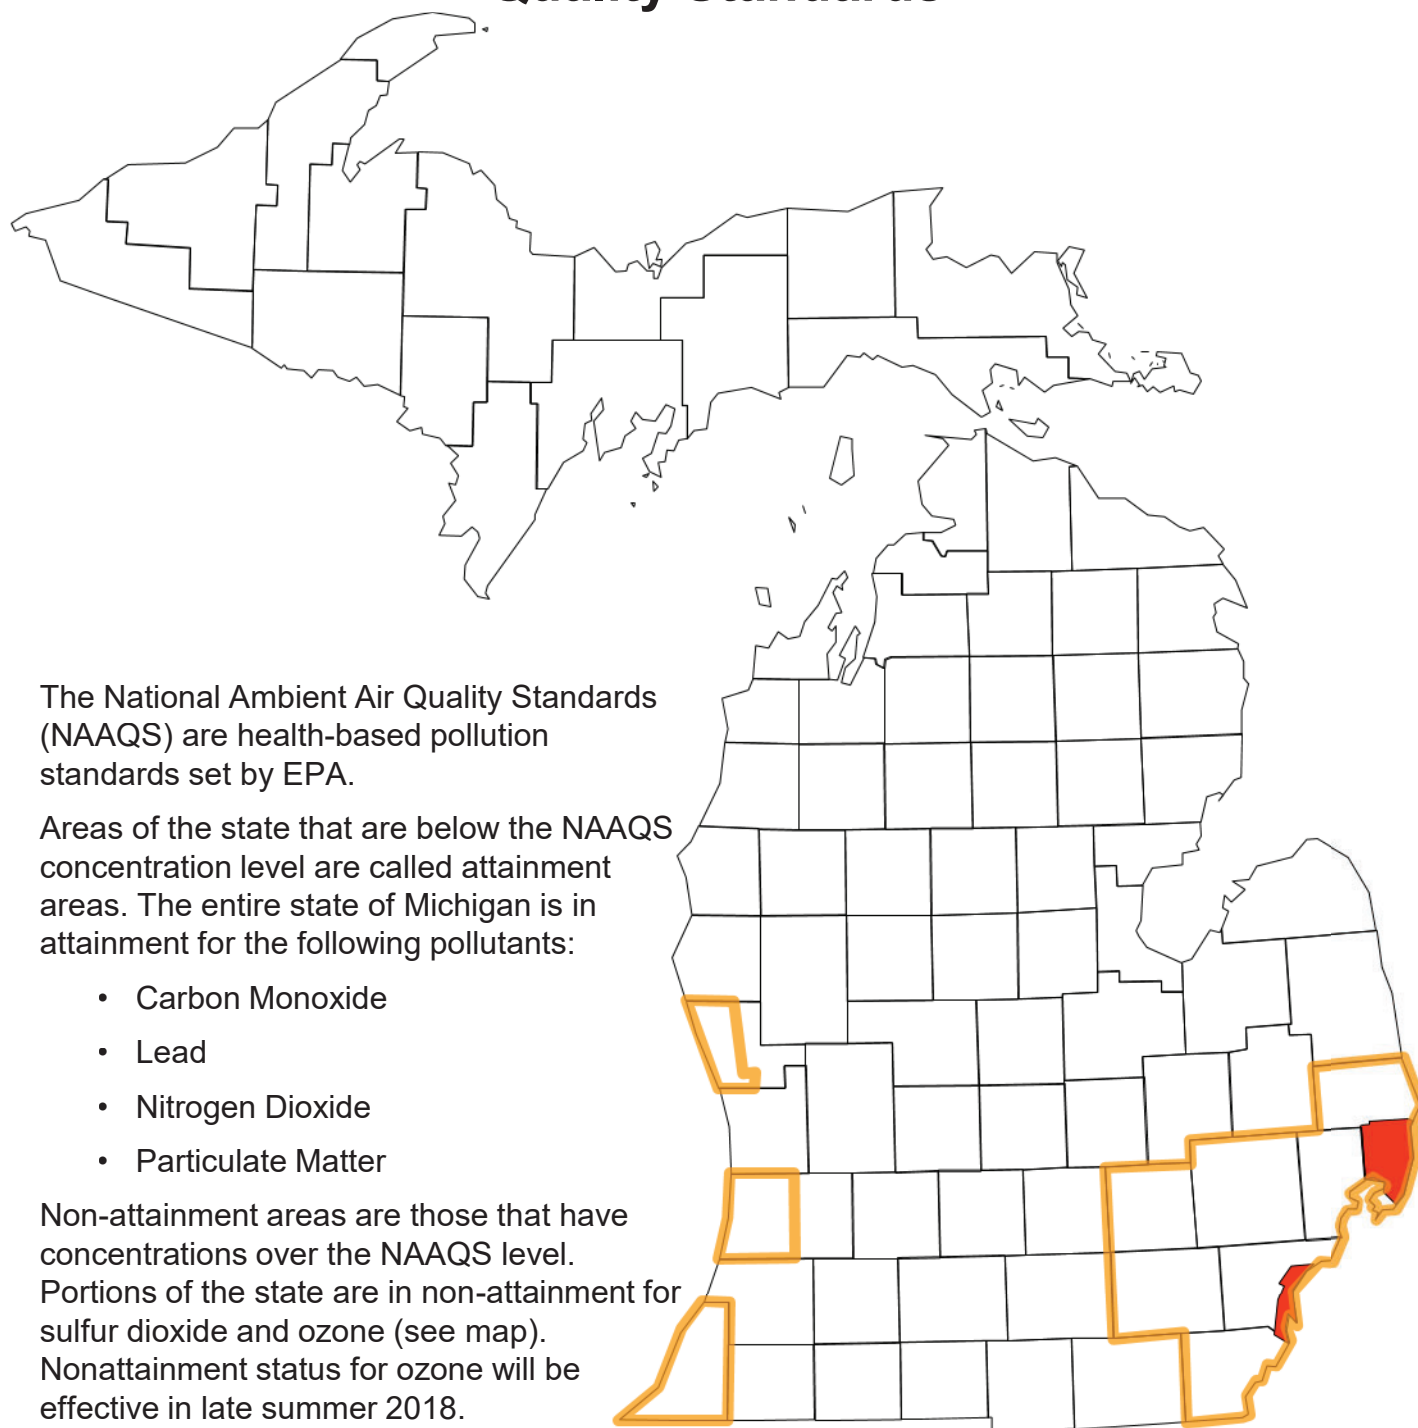 Quality Standards
The National Ambient Air Quality Standards
(NAAQS) are health-based pollution
standards set by EPA.
Areas of the state that are below the NAAQS
concentration level are called attainment
areas. The entire state of Michigan is in
attainment for the following pollutants:
• Carbon Monoxide
• Lead
• Nitrogen Dioxide
• Particulate Matter
Non-attainment areas are those that have
concentrations over the NAAQS level.
Portions of the state are in non-attainment for
sulfur dioxide and ozone (see map).
Nonattainment status for ozone will be
effective in late summer 2018.